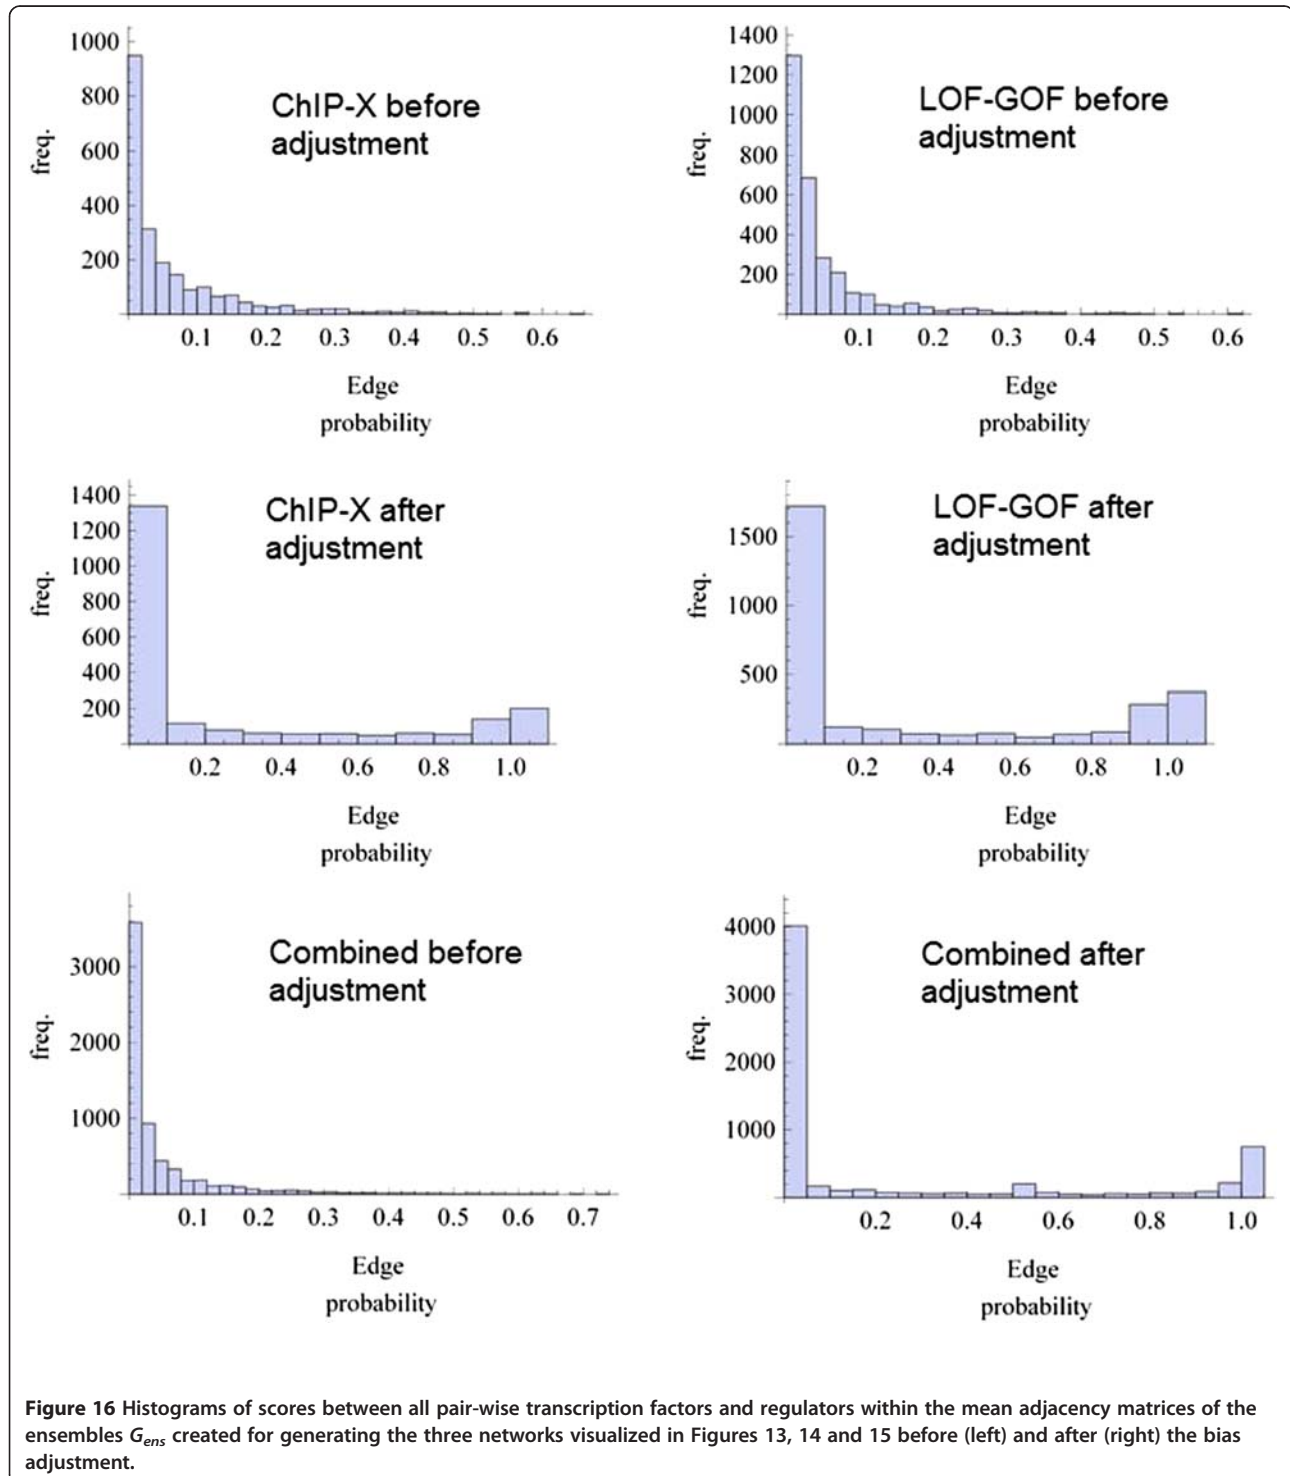 1000
800
600
400
200
freq.
ChIP-X before
adjustment
0.1 0.2 0.3 0.4 0.5 0.6
Edge
probability
1400
1200
1000
800
600
400
200
freq.
LOF-GOF before
adjustment
0.1 0.2 0.3 0.4 0.5 0.6
Edge
probability
1400
1200
1000
800
600
400
200
freq.
ChIP-X after
adjustment
0.2 0.4 0.6 0.8 1.0
Edge
probability
1500
1000
500
freq.
LOF-GOF after
adjustment
0.2 0.4 0.6 0.8 1.0
Edge
probability
3000
2000
1000
freq.
Combined before
adjustment
0.1 0.2 0.3 0.4 0.5 0.6 0.7
Edge
probability
4000
3000
2000
1000
freq.
Combined after
adjustment
0.2 0.4 0.6 0.8 1.0
Edge
probability
Figure 16 Histograms of scores between all pair-wise transcription factors and regulators within the mean adjacency matrices of the
ensembles Gens created for generating the three networks visualized in Figures 13, 14 and 15 before (left) and after (right) the bias
adjustment.